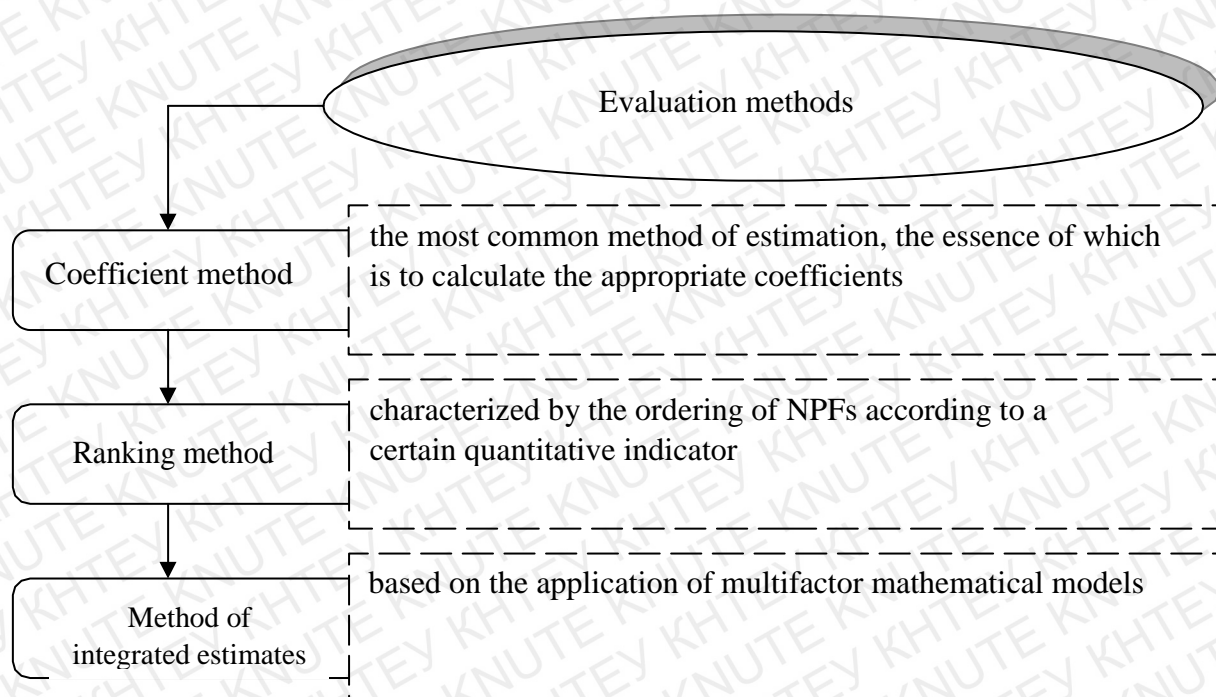 Evaluation methods
Coefficient method
the most common method of estimation, the essence of which
is to calculate the appropriate coefficients
Ranking method
characterized by the ordering of NPFs according to a
certain quantitative indicator
Method of
integrated estimates
based on the application of multifactor mathematical models